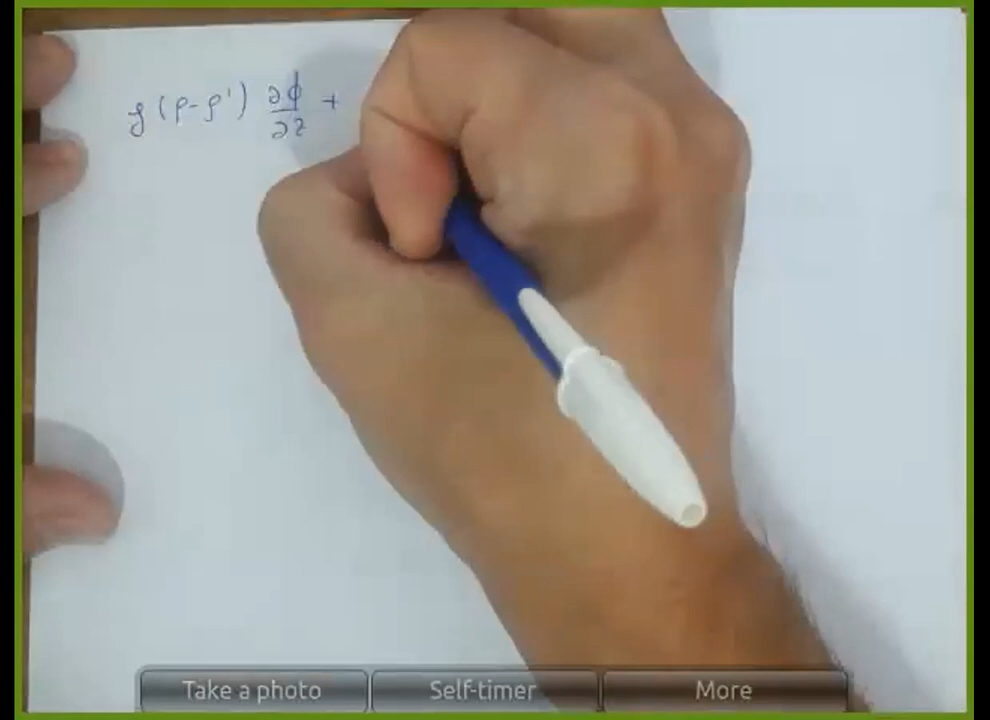 g (ρ-ρ') ∂ϕ/∂z +
Take a photo Self-timer More